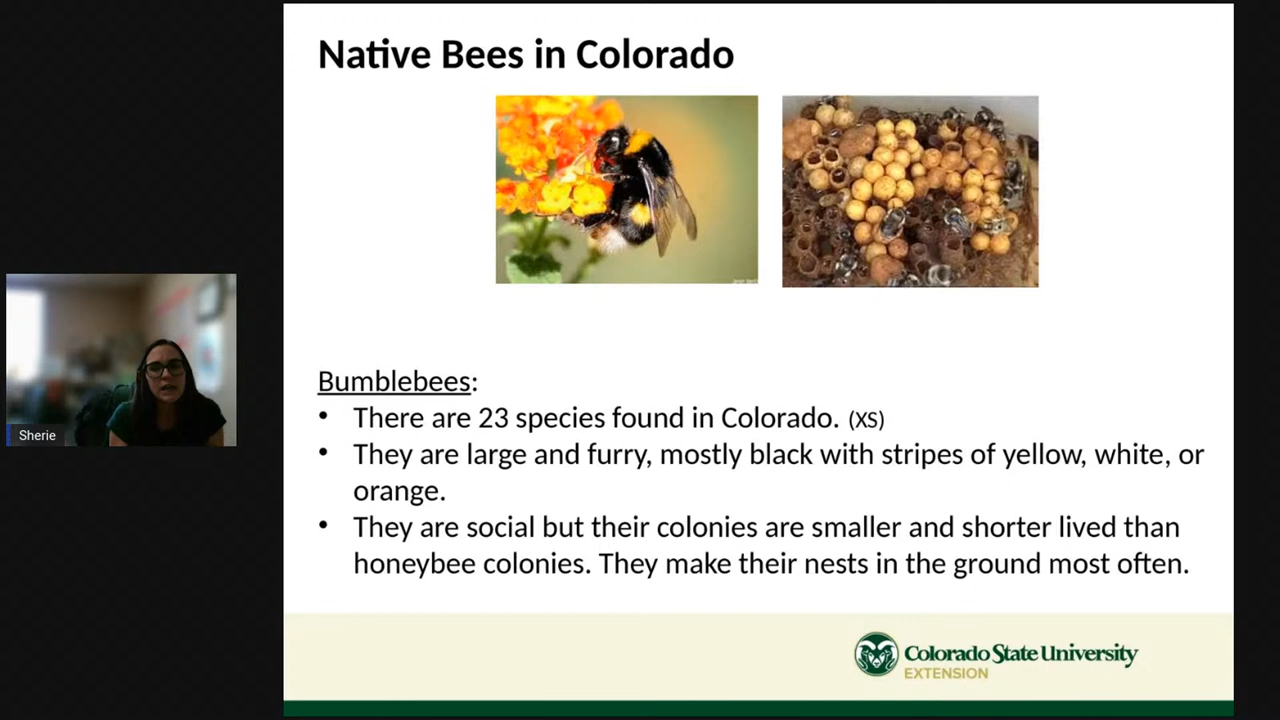 Native Bees in Colorado
Bumblebees:
• There are 23 species found in Colorado. (XS)
• They are large and furry, mostly black with stripes of yellow, white, or
orange.
• They are social but their colonies are smaller and shorter lived than
honeybee colonies. They make their nests in the ground most often.
Sherie
Colorado State University
EXTENSION